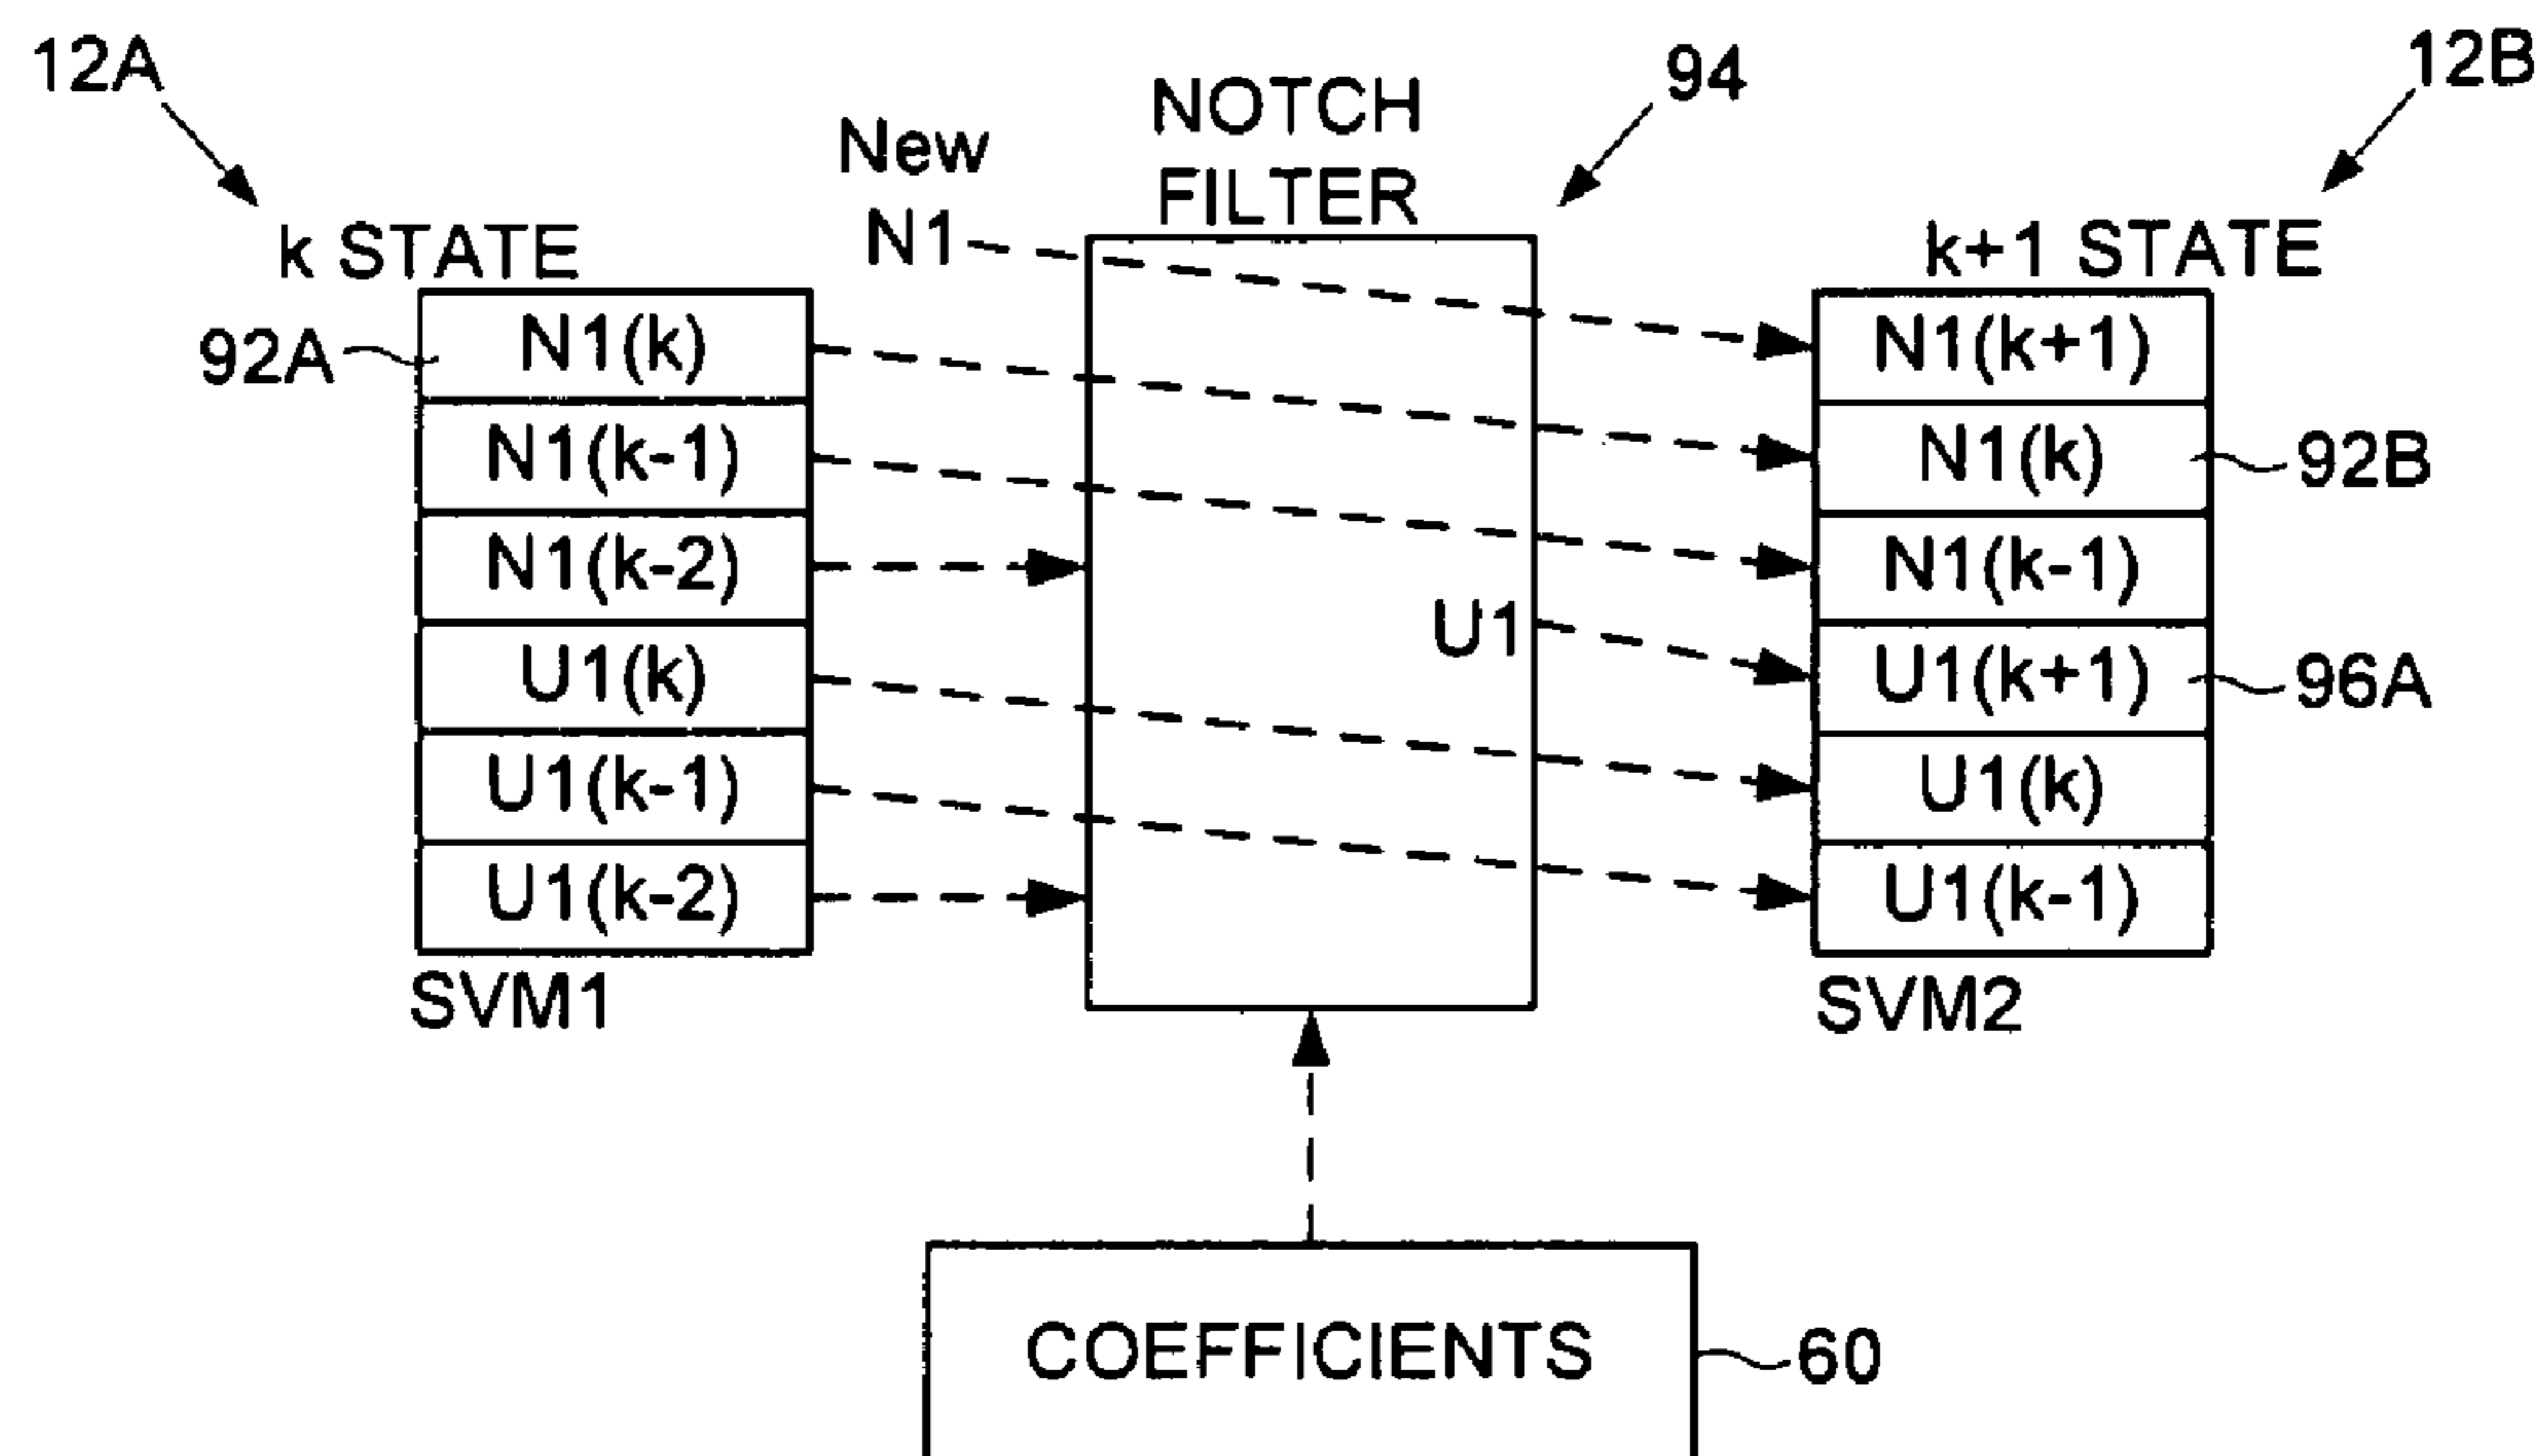 12A
NOTCH
FILTER
94
12B
New
N1
k STATE
k+1 STATE
92A
N1(k)
N1(k-1)
N1(k-2)
U1(k)
U1(k-1)
U1(k-2)
SVM1
U1
N1(k+1)
N1(k)
92B
N1(k-1)
U1(k+1)
96A
U1(k)
U1(k-1)
SVM2
COEFFICIENTS
60